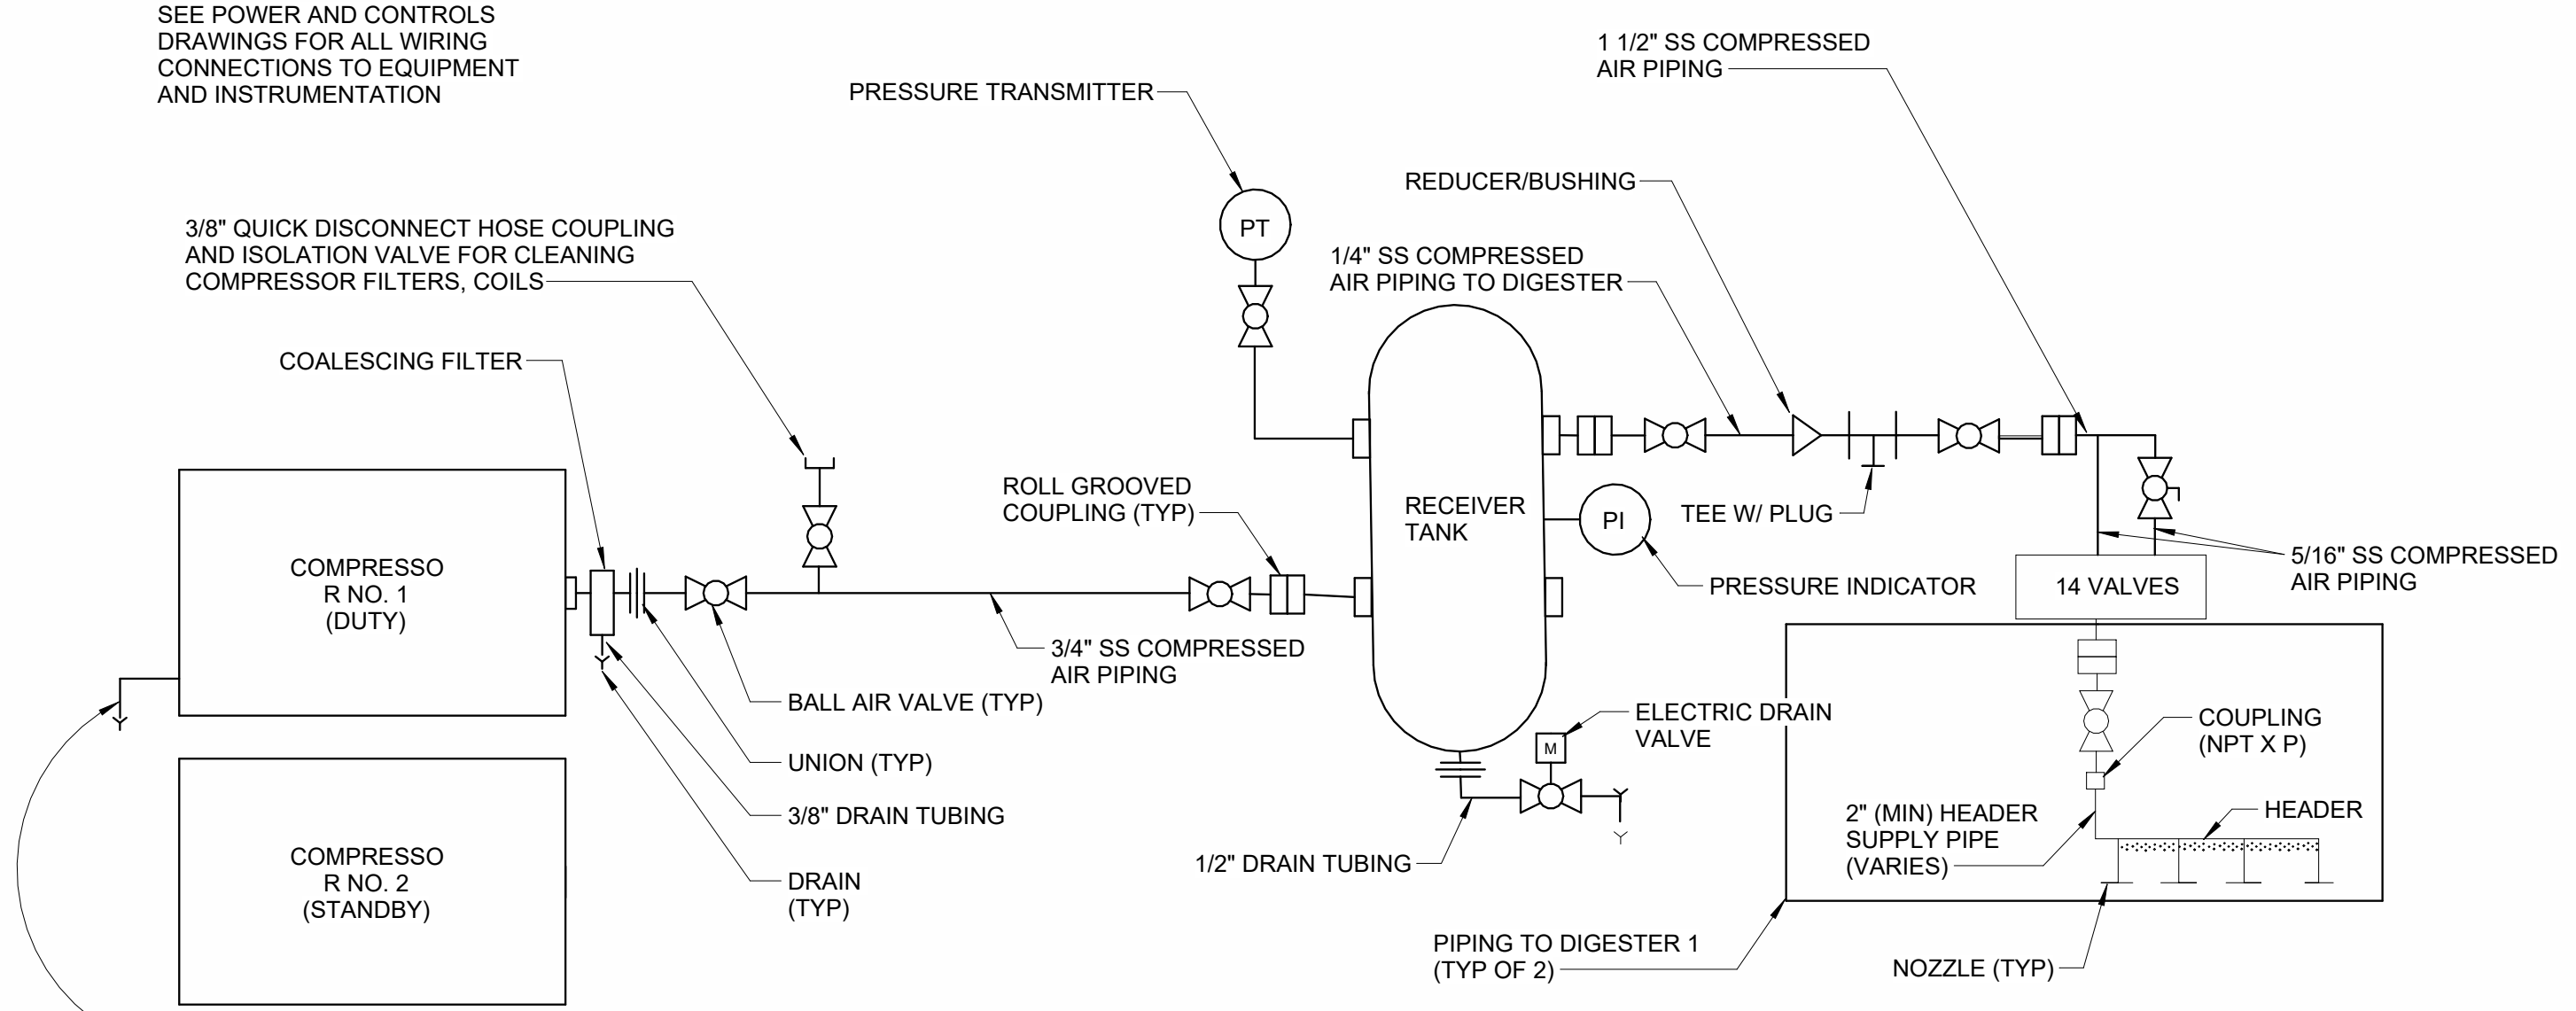 SEE POWER AND CONTROLS
DRAWINGS FOR ALL WIRING
CONNECTIONS TO EQUIPMENT
AND INSTRUMENTATION
1 1/2" SS COMPRESSED
AIR PIPING
PRESSURE TRANSMITTER
REDUCER/BUSHING
PT
3/8" QUICK DISCONNECT HOSE COUPLING
AND ISOLATION VALVE FOR CLEANING
COMPRESSOR FILTERS, COILS
1/4" SS COMPRESSED
AIR PIPING TO DIGESTER
COALESCING FILTER
ROLL GROOVED
COUPLING (TYP)
RECEIVER
TANK
PI
TEE W/ PLUG
COMPRESSO
R NO. 1
(DUTY)
PRESSURE INDICATOR
14 VALVES
5/16" SS COMPRESSED
AIR PIPING
3/4" SS COMPRESSED
AIR PIPING
BALL AIR VALVE (TYP)
ELECTRIC DRAIN
VALVE
M
COUPLING
(NPT X P)
UNION (TYP)
3/8" DRAIN TUBING
2" (MIN) HEADER
SUPPLY PIPE
(VARIES)
HEADER
COMPRESSO
R NO. 2
(STANDBY)
1/2" DRAIN TUBING
DRAIN
(TYP)
PIPING TO DIGESTER 1
(TYP OF 2)
NOZZLE (TYP)